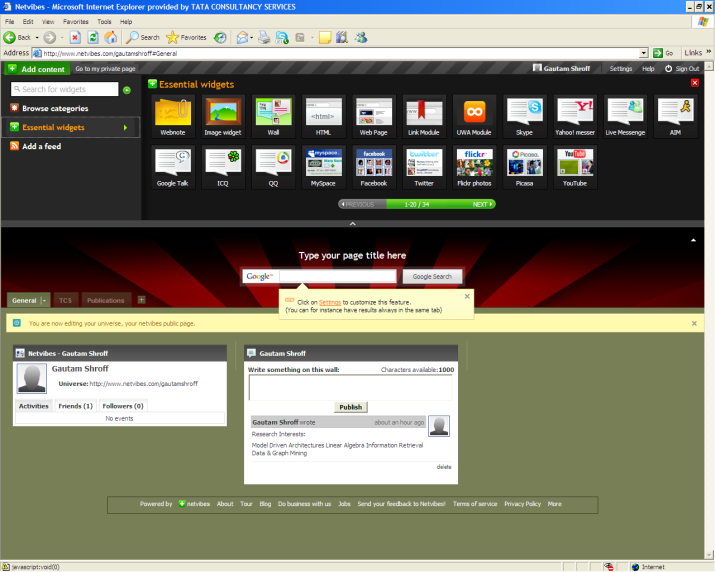 Netvibes - Microsoft Internet Explorer provided by TATA CONSULTANCY SERVICES
File Edit View Favorites Tools Help
Back Search Favorites
Address http://www.netvibes.com/gautamshroff#General Go Links »
Add content Go to my private page Gautam Shroff Settings Help Sign Out
Search for widgets
Browse categories
Essential widgets
Add a feed
Essential widgets
Webnote Image widget Wall HTML Web Page Link Module UWA Module Skype Yahoo! messer Live Messenge AIM
Google Talk ICQ QQ MySpace Facebook Twitter Flickr photos Picasa YouTube
PREVIOUS 1-20 / 34 NEXT
Type your page title here
Google Google Search
General TCS Publications
Click on Settings to customize this feature.
(You can for instance have results always in the same tab)
You are now editing your universe, your netvibes public page.
Netvibes - Gautam Shroff
Gautam Shroff
Universe: http://www.netvibes.com/gautamshroff
Activities Friends (1) Followers (0)
No events
Gautam Shroff
Write something on this wall: Characters available:1000
Publish
Gautam Shroff wrote about an hour ago
Research Interests:
Model Driven Architectures Linear Algebra Information Retrieval
Data & Graph Mining
delete
Powered by netvibes About Tour Blog Do business with us Jobs Send your feedback to Netvibes! Terms of service Privacy Policy More
javascript:void(0) Internet